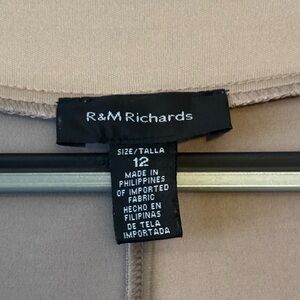 R&M Richards
SIZE/TALLA
12
MADE IN
PHILIPPINES
OF IMPORTED
FABRIC
HECHO EN
FILIPINAS
DE TELA
IMPORTADA